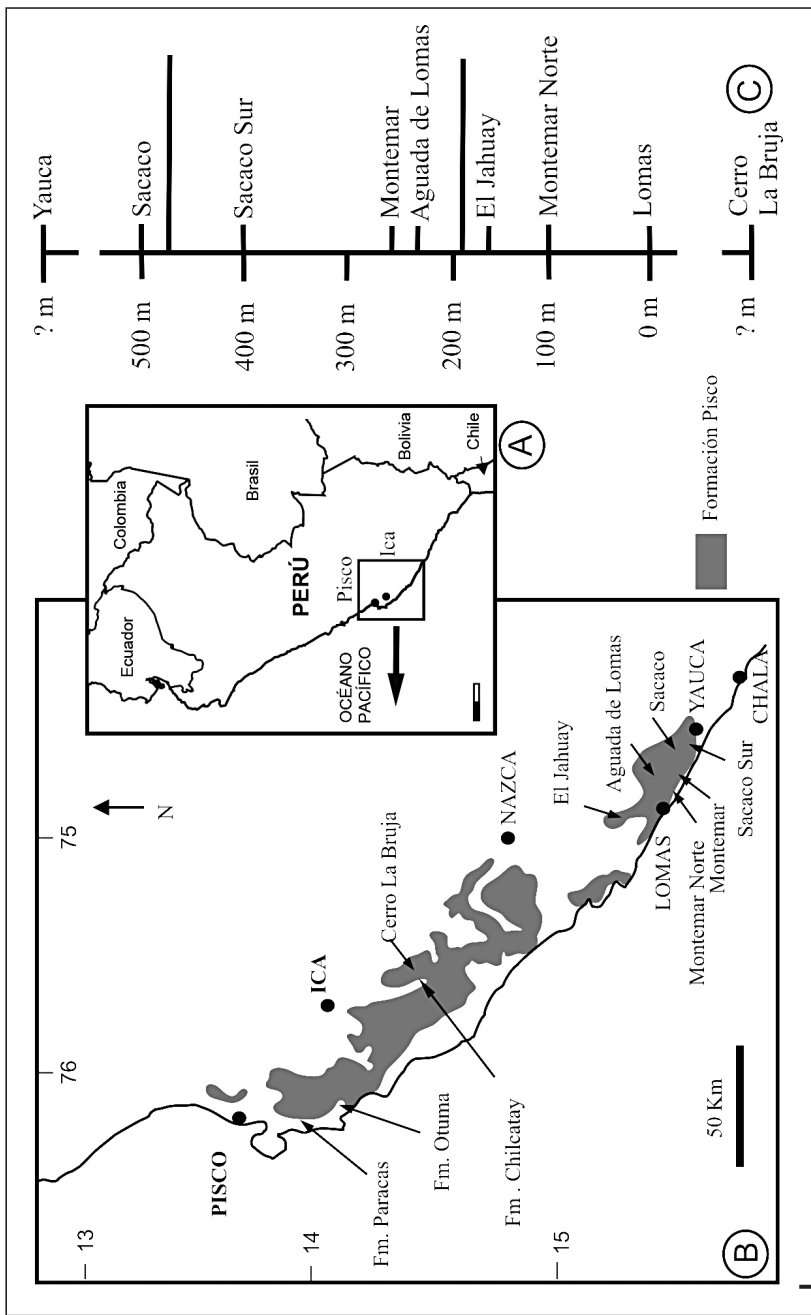 Colombia
Ecuador
Brasil
PERÚ
Pisco
Ica
OCÉANO
PACÍFICO
Bolivia
Chile
A
13
14
15
76
75
N
PISCO
ICA
NAZCA
Fm. Paracas
Fm. Otuma
Fm . Chilcatay
Cerro La Bruja
El Jahuay
Aguada de Lomas
Sacaco
LOMAS
Montemar Norte
Montemar
Sacaco Sur
YAUCA
CHALA
50 Km
B
Formación Pisco
? m
Yauca
500 m
Sacaco
400 m
Sacaco Sur
300 m
Montemar
Aguada de Lomas
200 m
El Jahuay
100 m
Montemar Norte
0 m
Lomas
? m
Cerro
La Bruja
C